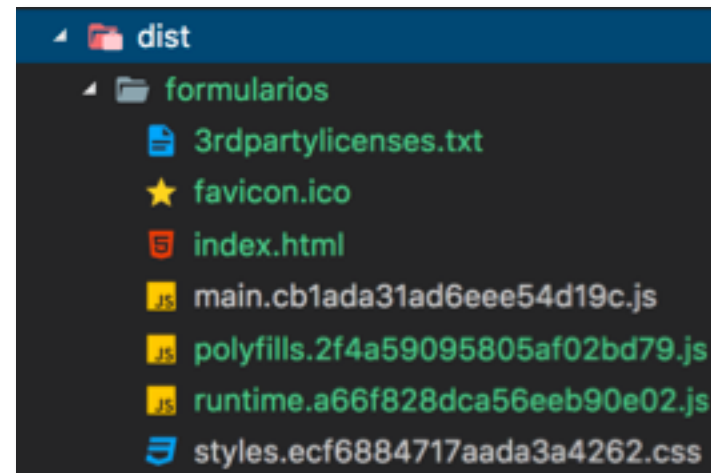 dist
formularios
3rdpartylicenses.txt
favicon.ico
index.html
main.cb1ada31ad6eee54d19c.js
polyfills.2f4a59095805af02bd79.js
runtime.a66f828dca56eeb90e02.js
styles.ecf6884717aada3a4262.css